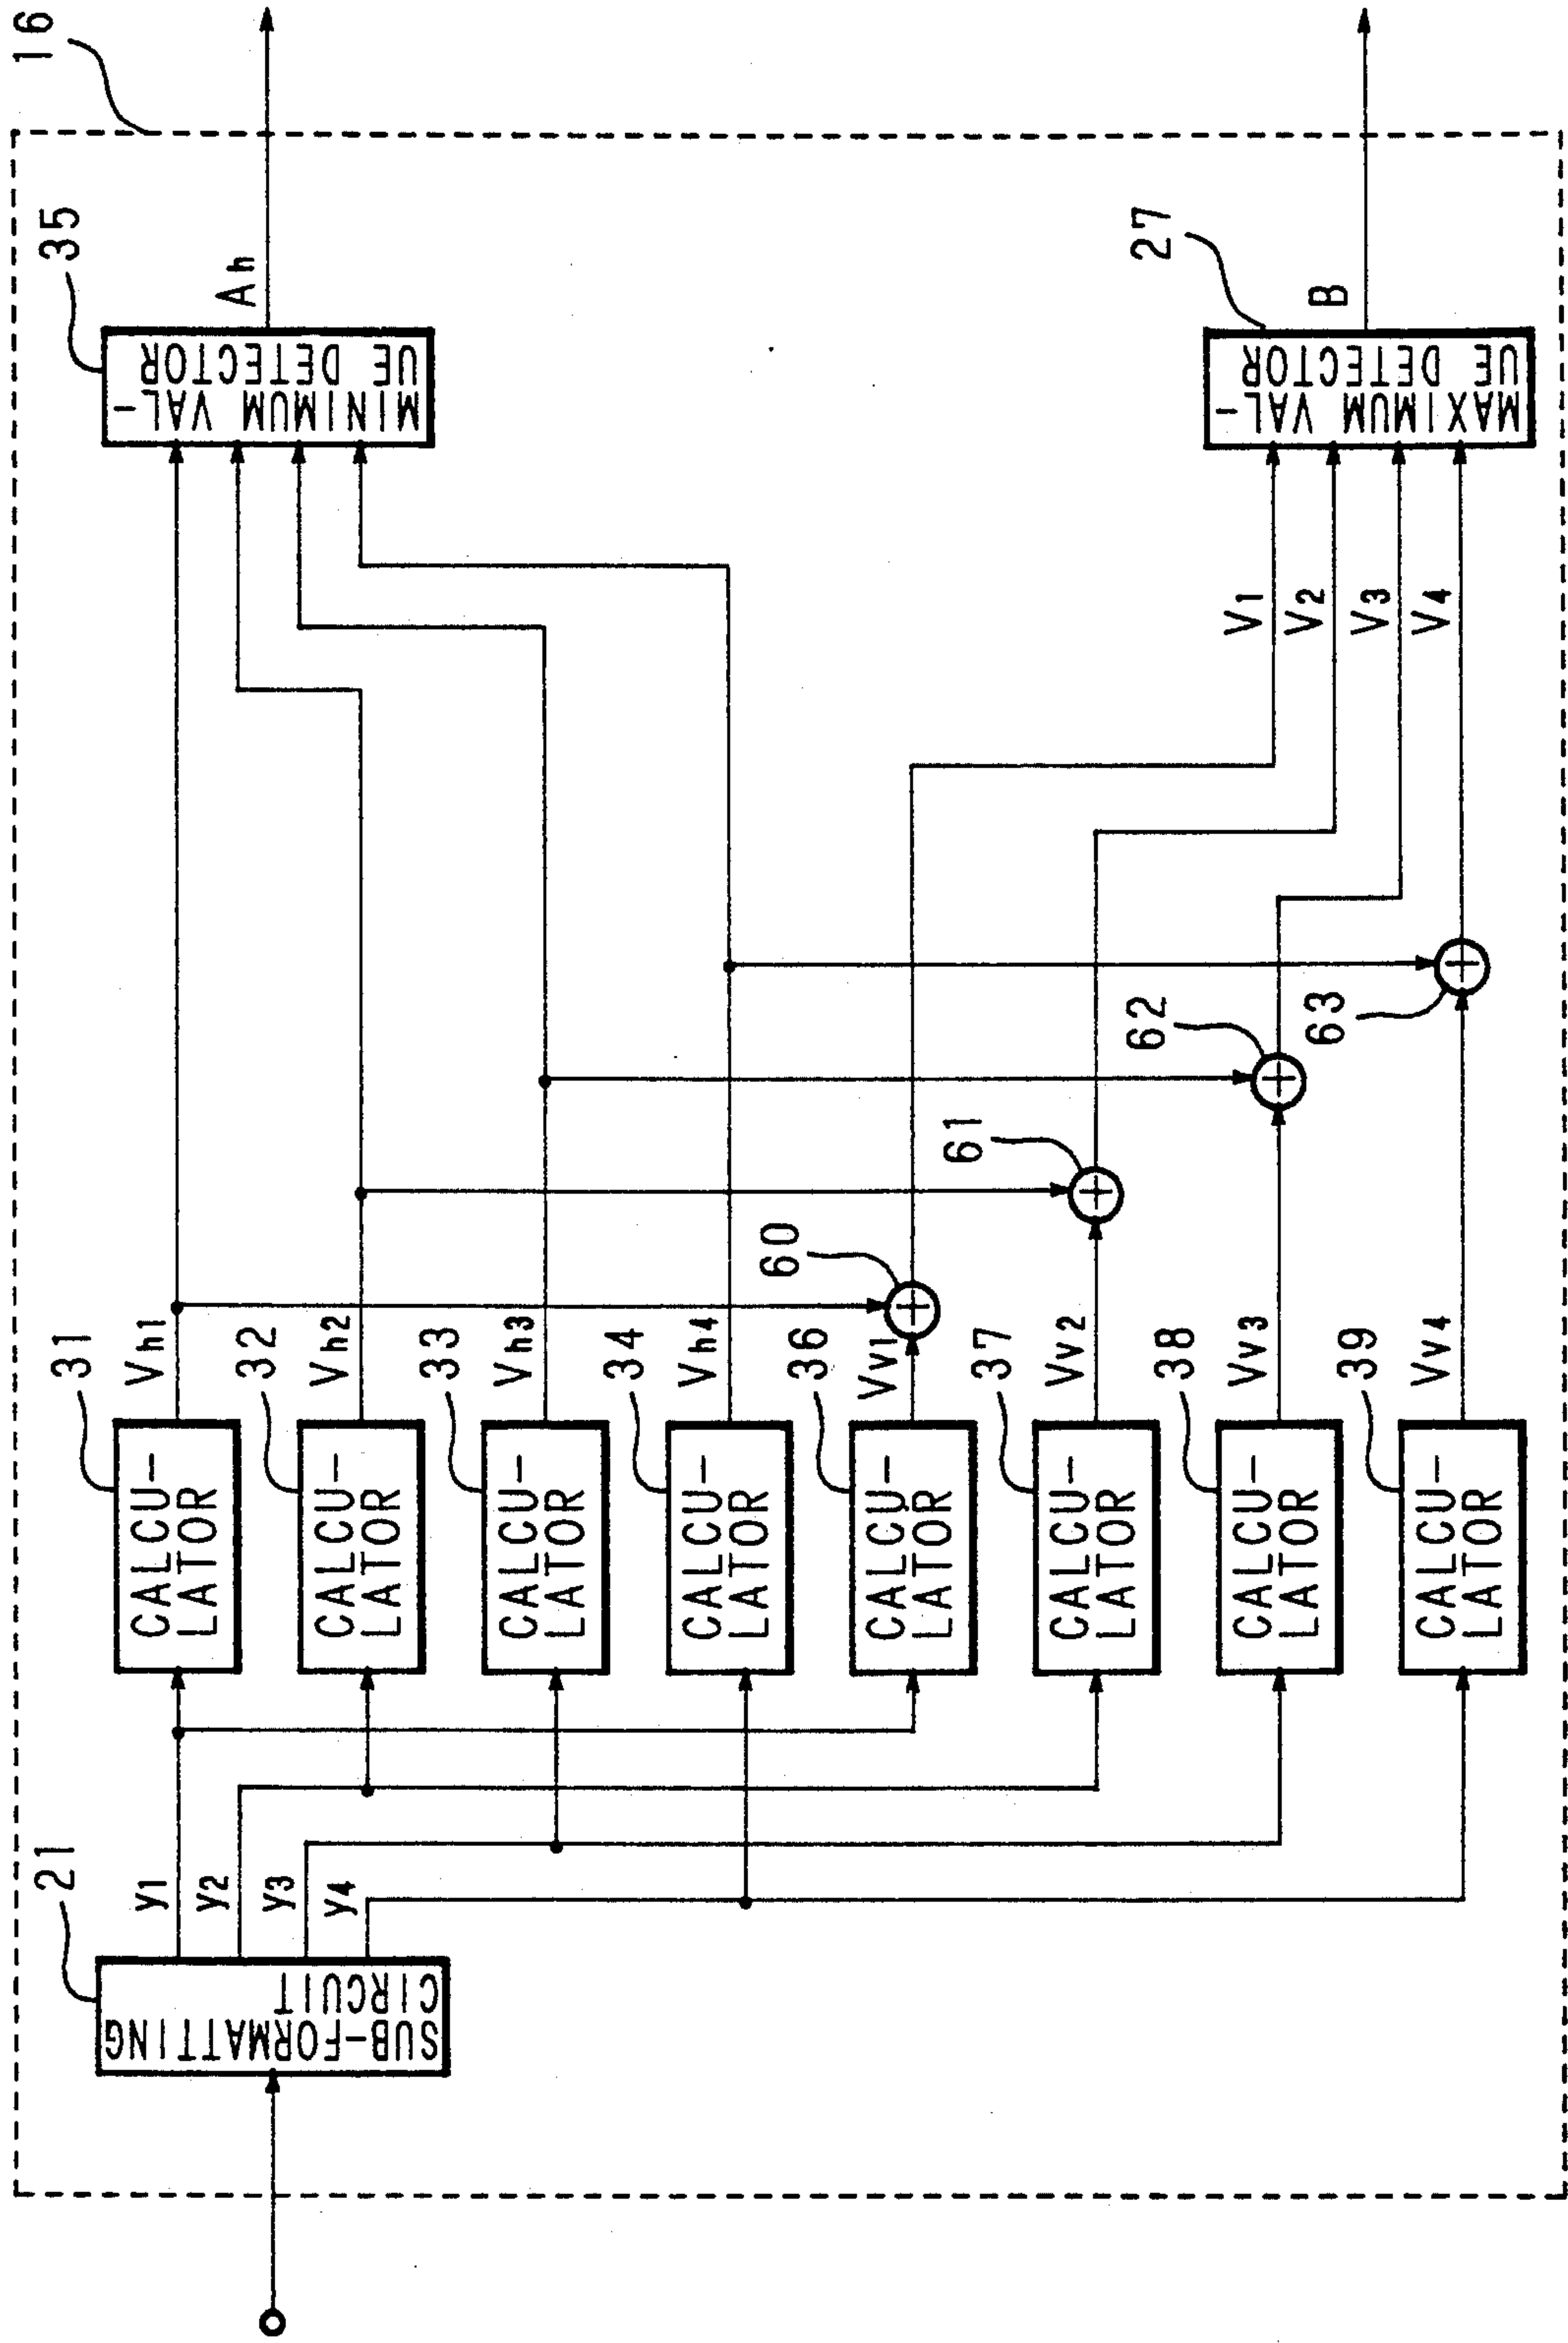 16
21
SUB-FORMATTING
CIRCUIT
y1
y2
y3
y4
31
CALCU-
LATOR
Vh1
32
CALCU-
LATOR
Vh2
33
CALCU-
LATOR
Vh3
34
CALCU-
LATOR
Vh4
36
CALCU-
LATOR
Vv1
37
CALCU-
LATOR
Vv2
38
CALCU-
LATOR
Vv3
39
CALCU-
LATOR
Vv4
60
+
61
+
62
+
63
+
35
MINIMUM VAL-
UE DETECTOR
Ah
V1
V2
V3
V4
27
MAXIMUM VAL-
UE DETECTOR
B